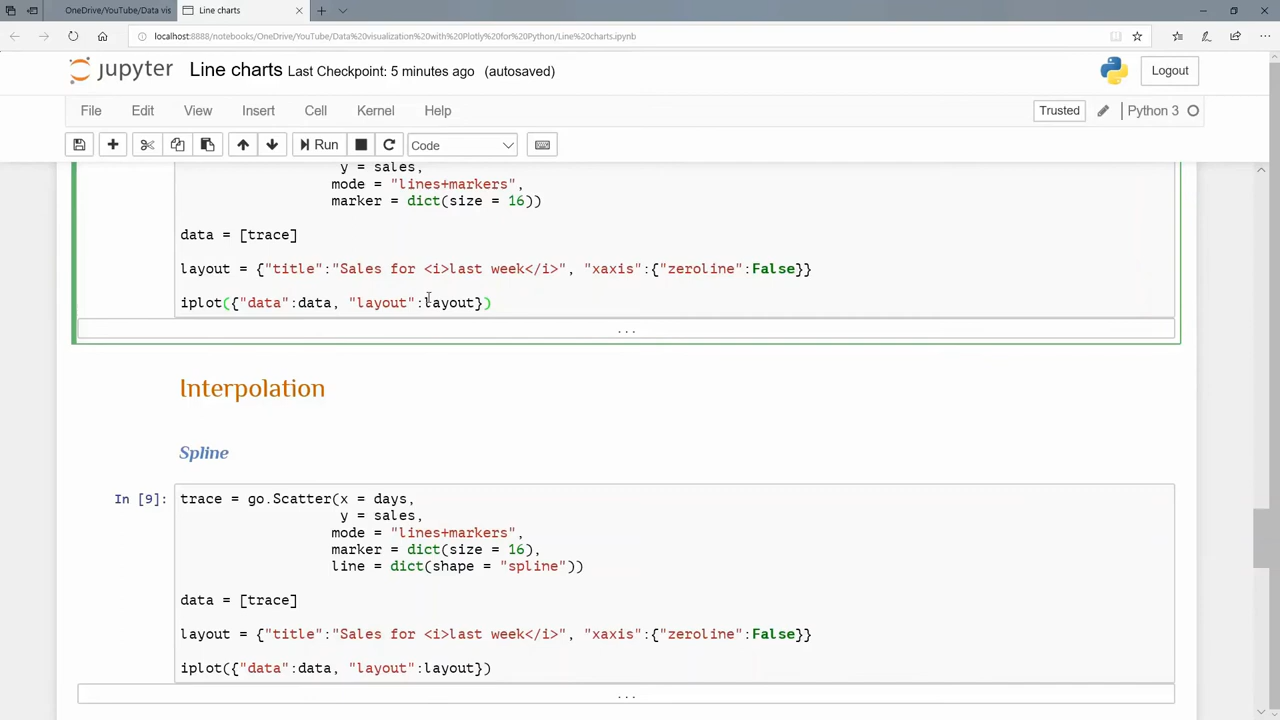 OneDrive/YouTube/Data vis
Line charts
localhost:8888/notebooks/OneDrive/YouTube/Data%20visualization%20with%20Plotly%20for%20Python/Line%20charts.ipynb
jupyter Line charts Last Checkpoint: 5 minutes ago (autosaved)
Logout
File Edit View Insert Cell Kernel Help
Trusted Python 3
Run Code
y = sales,
mode = "lines+markers",
marker = dict(size = 16))
data = [trace]
layout = {"title":"Sales for <i>last week</i>", "xaxis":{"zeroline":False}}
iplot({"data":data, "layout":layout})
...
Interpolation
Spline
In [9]: trace = go.Scatter(x = days,
y = sales,
mode = "lines+markers",
marker = dict(size = 16),
line = dict(shape = "spline"))
data = [trace]
layout = {"title":"Sales for <i>last week</i>", "xaxis":{"zeroline":False}}
iplot({"data":data, "layout":layout})
...